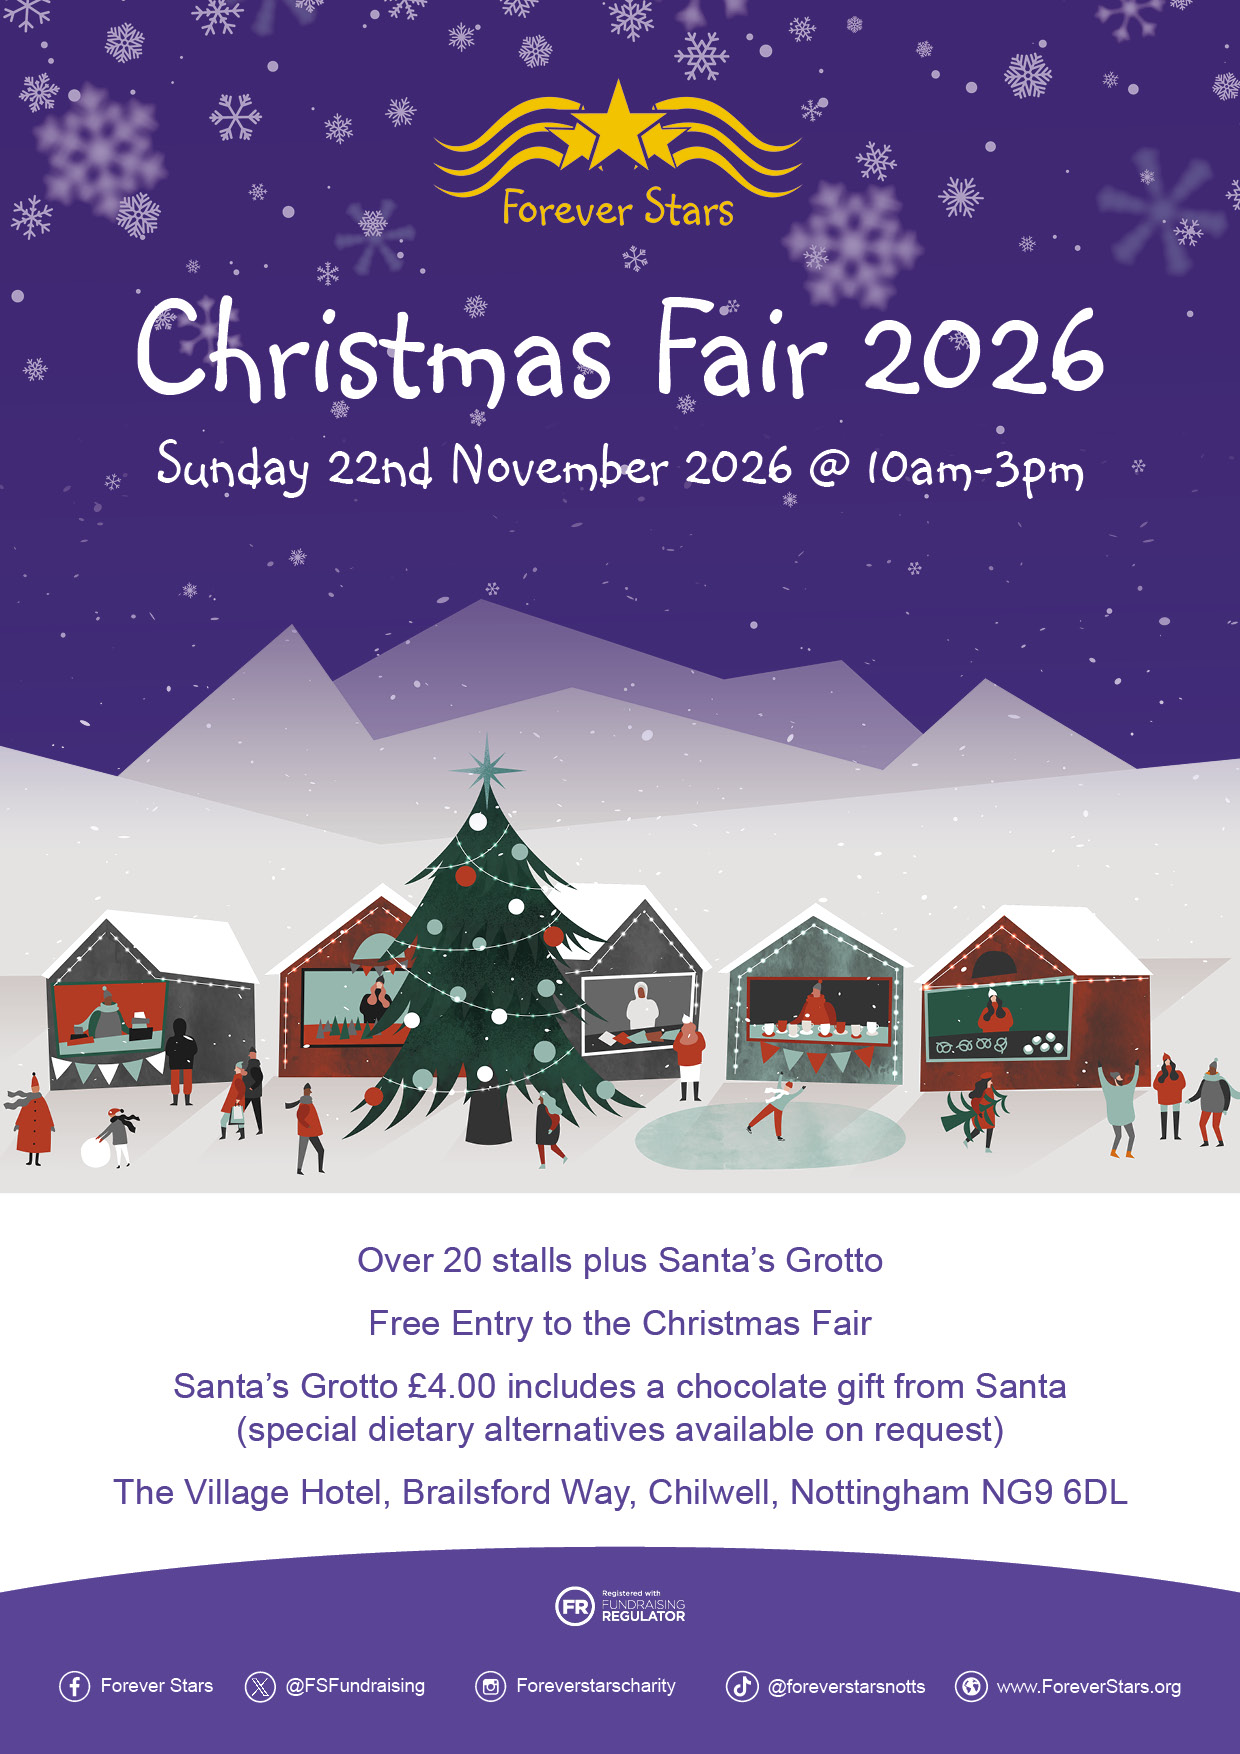 Forever Stars
Christmas Fair 2026
Sunday 22nd November 2026 @ 10am-3pm
Over 20 stalls plus Santa’s Grotto
Free Entry to the Christmas Fair
Santa’s Grotto £4.00 includes a chocolate gift from Santa
(special dietary alternatives available on request)
The Village Hotel, Brailsford Way, Chilwell, Nottingham NG9 6DL
FR Registered with
FUNDRAISING
REGULATOR
Forever Stars @FSFundraising Foreverstarscharity @foreverstarsnotts www.ForeverStars.org